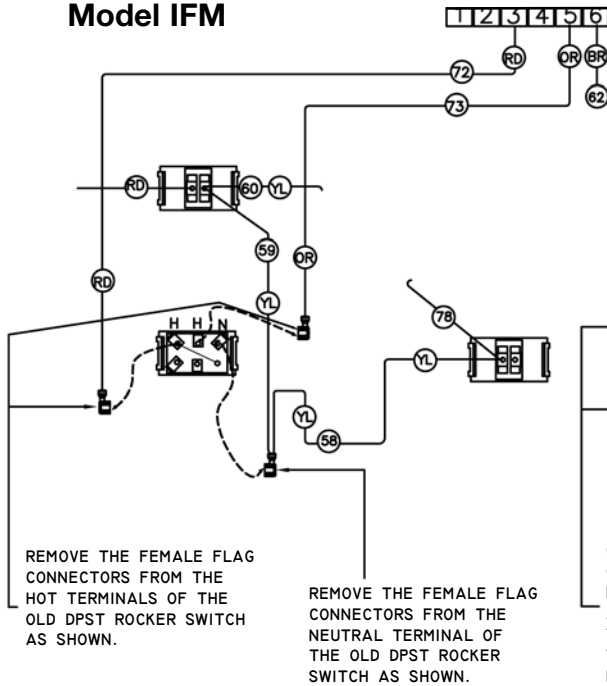 Model IFM
1 2 3 4 5 6
RD
OR
BR
72
62
73
RD
60
YL
59
RD
OR
YL
78
H H N
YL
YL
58
REMOVE THE FEMALE FLAG
CONNECTORS FROM THE
HOT TERMINALS OF THE
OLD DPST ROCKER SWITCH
AS SHOWN.
REMOVE THE FEMALE FLAG
CONNECTORS FROM THE
NEUTRAL TERMINAL OF
THE OLD DPST ROCKER
SWITCH AS SHOWN.